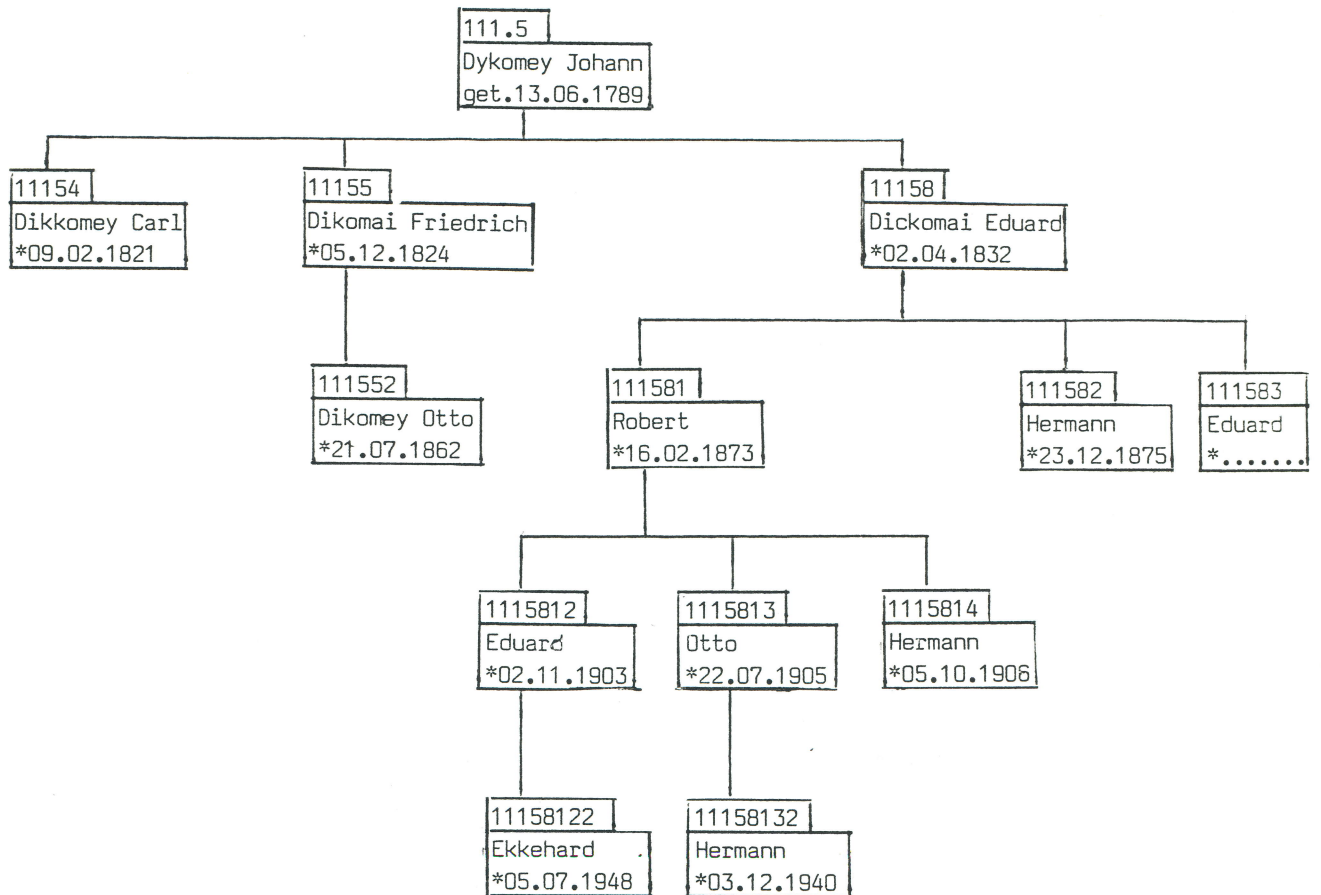 111.5
Dykomey Johann
get.13.06.1789
11154
Dikkomey Carl
*09.02.1821
11155
Dikomai Friedrich
*05.12.1824
11158
Dickomai Eduard
*02.04.1832
111552
Dikomey Otto
*21.07.1862
111581
Robert
*16.02.1873
111582
Hermann
*23.12.1875
111583
Eduard
*.......
1115812
Eduard
*02.11.1903
1115813
Otto
*22.07.1905
1115814
Hermann
*05.10.1906
11158122
Ekkehard
*05.07.1948
11158132
Hermann
*03.12.1940